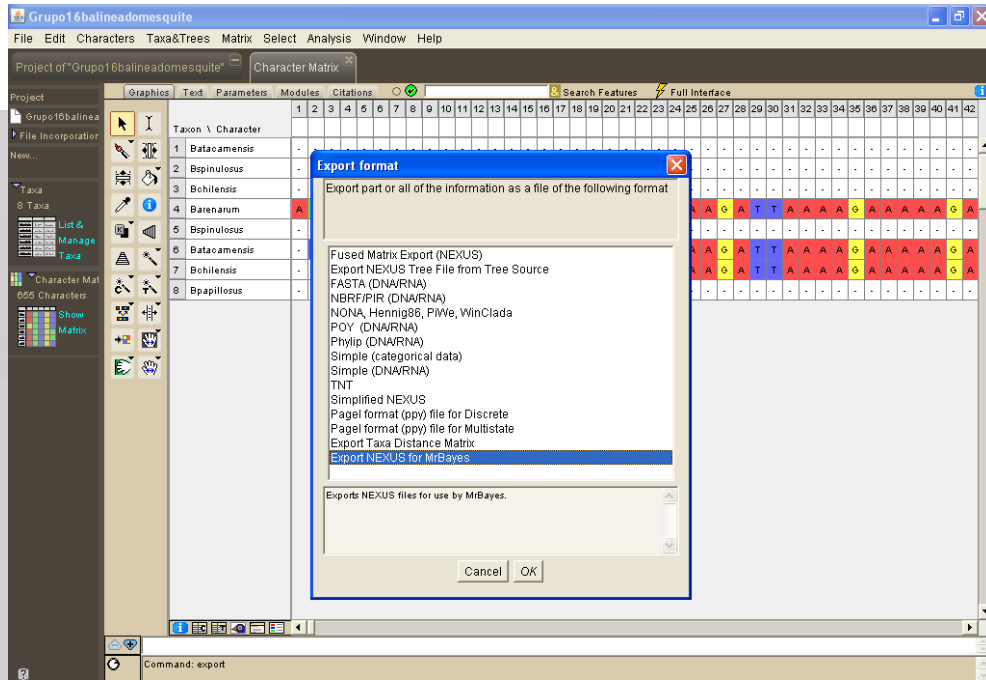 Grupo16balineadomesquite
File Edit Characters Taxa&Trees Matrix Select Analysis Window Help
Project of "Grupo16balineadomesquite"
Character Matrix
Project
Grupo16balinea
File Incorporation
New...
Taxa
8 Taxa
List &
Manage
Taxa
Character Mat
655 Characters
Show
Matrix
Graphics Text Parameters Modules Citations
& Search Features Full Interface
1 2 3 4 5 6 7 8 9 10 11 12 13 14 15 16 17 18 19 20 21 22 23 24 25 26 27 28 29 30 31 32 33 34 35 36 37 38 39 40 41 42
Taxon \ Character
1 Batacamensis
2 Bspinulosus
3 Bchilensis
4 Barenarum A A A G A T T A A A A G A A A A A G A
5 Bspinulosus
6 Batacamensis A A G A T T A A A A G A A A A A G A
7 Bchilensis A A G A T T A A A A G A A A A A G A
8 Bpapillosus
Export format
Export part or all of the information as a file of the following format
Fused Matrix Export (NEXUS)
Export NEXUS Tree File from Tree Source
FASTA (DNA/RNA)
NBRF/PIR (DNA/RNA)
NONA, Hennig86, PiWe, WinClada
POY (DNA/RNA)
Phylip (DNA/RNA)
Simple (categorical data)
Simple (DNA/RNA)
TNT
Simplified NEXUS
Pagel format (ppy) file for Discrete
Pagel format (ppy) file for Multistate
Export Taxa Distance Matrix
Export NEXUS for MrBayes
Exports NEXUS files for use by MrBayes.
Cancel OK
Command: export